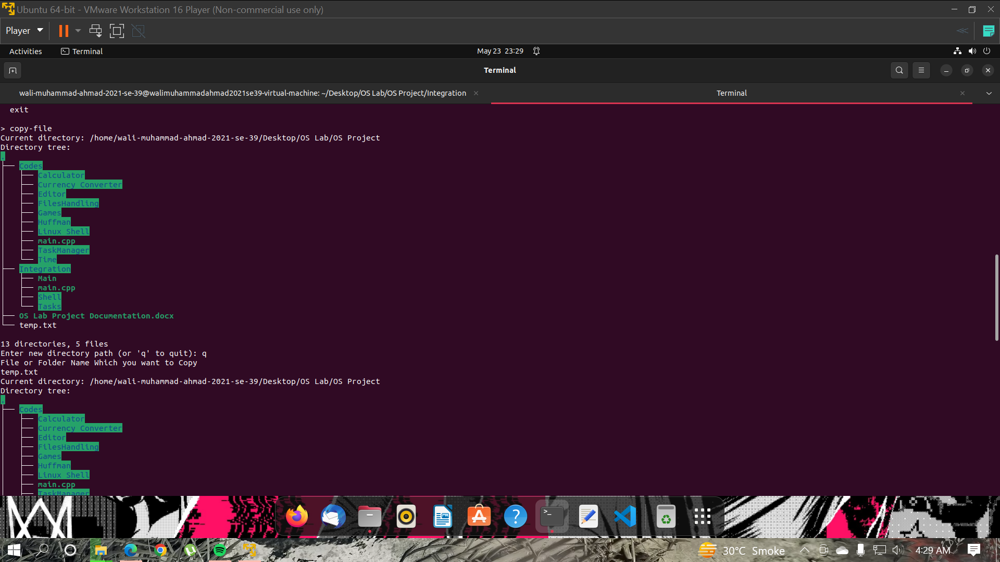 Ubuntu 64-bit - VMware Workstation 16 Player (Non-commercial use only)
Player
Activities
Terminal
May 23 23:29
Terminal
wali-muhammad-ahmad-2021-se-39@walimuhammadahmad2021se39-virtual-machine: ~/Desktop/OS Lab/OS Project/Integration
Terminal
exit
> copy-file
Current directory: /home/wali-muhammad-ahmad-2021-se-39/Desktop/OS Lab/OS Project
Directory tree:
.
├── Codes
│   ├── Calculator
│   ├── Currency Converter
│   ├── Editor
│   ├── FilesHandling
│   ├── Games
│   ├── Huffman
│   ├── Linux Shell
│   ├── main.cpp
│   ├── TaskManager
│   └── Time
├── Integration
│   ├── Main
│   ├── main.cpp
│   ├── Shell
│   └── Tasks
├── OS Lab Project Documentation.docx
└── temp.txt
13 directories, 5 files
Enter new directory path (or 'q' to quit): q
File or Folder Name Which you want to Copy
temp.txt
Current directory: /home/wali-muhammad-ahmad-2021-se-39/Desktop/OS Lab/OS Project
Directory tree:
.
├── Codes
│   ├── Calculator
│   ├── Currency Converter
│   ├── Editor
│   ├── FilesHandling
│   ├── Games
│   ├── Huffman
│   ├── Linux Shell
│   ├── main.cpp
│   ├── TaskManager
30°C Smoke
4:29 AM